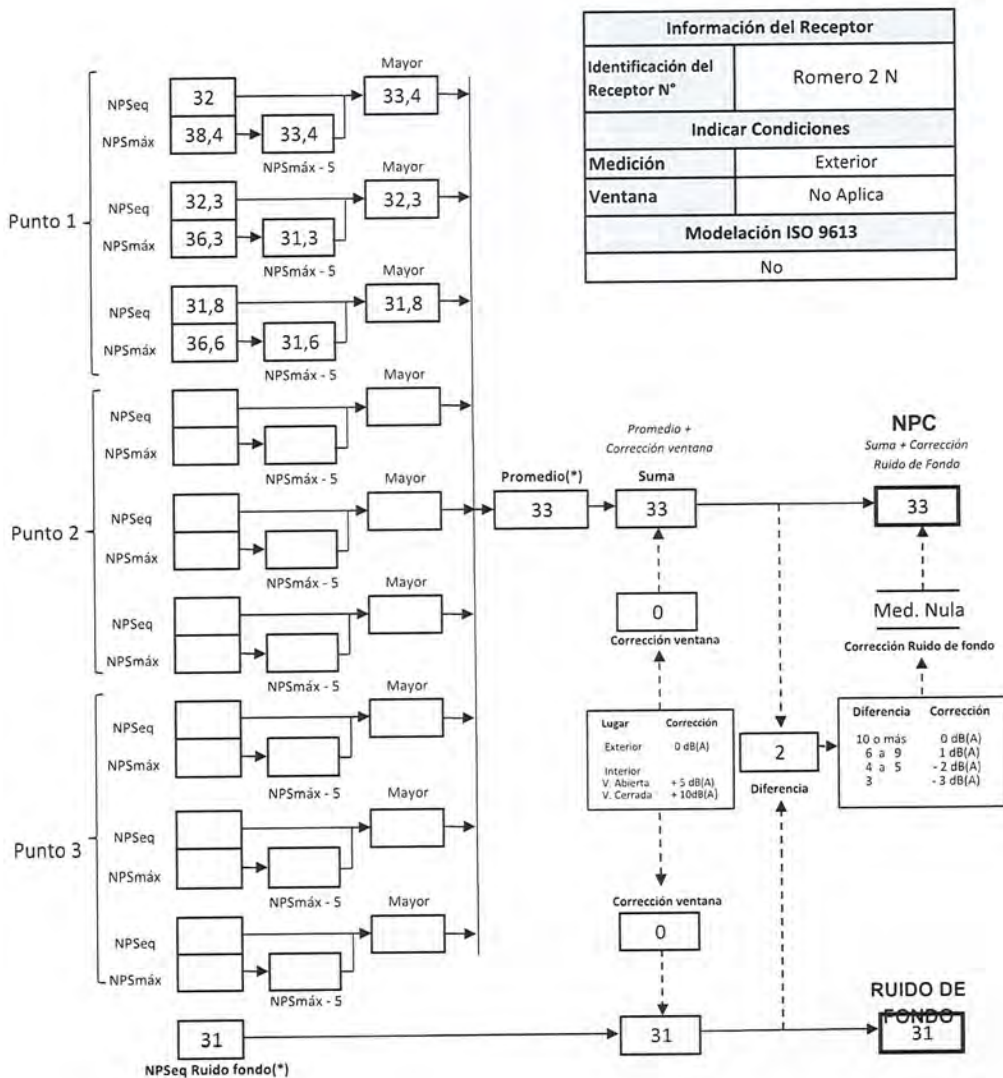 Información del Receptor
Identificación del Receptor N° Romero 2 N
Indicar Condiciones
Medición Exterior
Ventana No Aplica
Modelación ISO 9613
No
Punto 1
Mayor
NPSeq 32 33,4
NPSmáx 38,4 33,4
NPSmáx - 5
Mayor
NPSeq 32,3 32,3
NPSmáx 36,3 31,3
NPSmáx - 5
Mayor
NPSeq 31,8 31,8
NPSmáx 36,6 31,6
NPSmáx - 5
Punto 2
Mayor
NPSeq
NPSmáx
NPSmáx - 5
Mayor
NPSeq
NPSmáx
NPSmáx - 5
Mayor
NPSeq
NPSmáx
NPSmáx - 5
Punto 3
Mayor
NPSeq
NPSmáx
NPSmáx - 5
Mayor
NPSeq
NPSmáx
NPSmáx - 5
Mayor
NPSeq
NPSmáx
NPSmáx - 5
31
NPSeq Ruido fondo(*)
Promedio(*)
33
Promedio +
Corrección ventana
Suma
33
0
Corrección ventana
Lugar Corrección
Exterior 0 dB(A)
Interior
V. Abierta + 5 dB(A)
V. Cerrada + 10dB(A)
Corrección ventana
0
31
2
Diferencia
NPC
Suma + Corrección
Ruido de Fondo
33
Med. Nula
Corrección Ruido de fondo
Diferencia Corrección
10 o más 0 dB(A)
6 a 9 1 dB(A)
4 a 5 - 2 dB(A)
3 - 3 dB(A)
RUIDO DE
FONDO
31